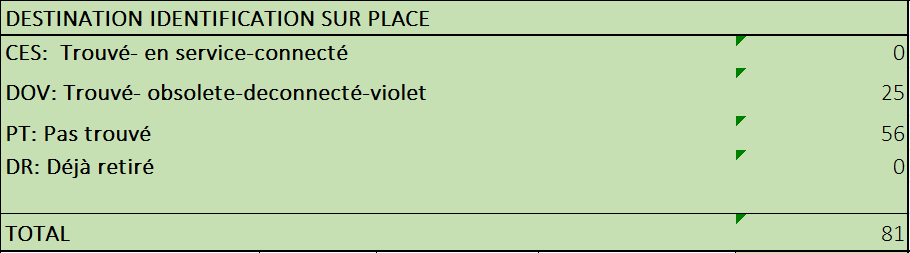 DESTINATION IDENTIFICATION SUR PLACE
CES:  Trouvé- en service-connecté 0
DOV: Trouvé- obsolete-deconnecté-violet 25
PT: Pas trouvé 56
DR: Déjà retiré 0
TOTAL 81